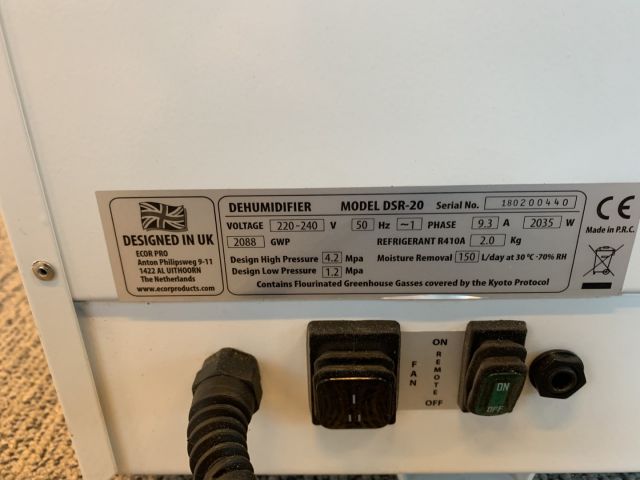 DESIGNED IN UK
ECOR PRO
Anton Philipsweg 9-11
1422 AL UITHOORN
The Netherlands
www.ecorproducts.com
DEHUMIDIFIER MODEL DSR-20 Serial No. 180200440
VOLTAGE 220-240 V 50 Hz ~1 PHASE 9.3 A 2035 W
2088 GWP REFRIGERANT R410A 2.0 Kg
Design High Pressure 4.2 Mpa Moisture Removal 150 L/day at 30°C -70% RH
Design Low Pressure 1.2 Mpa
Contains Flourinated Greenhouse Gasses covered by the Kyoto Protocol
CE
Made in P.R.C.
I
II
FAN
ON
REMOTE
OFF
ON
OFF